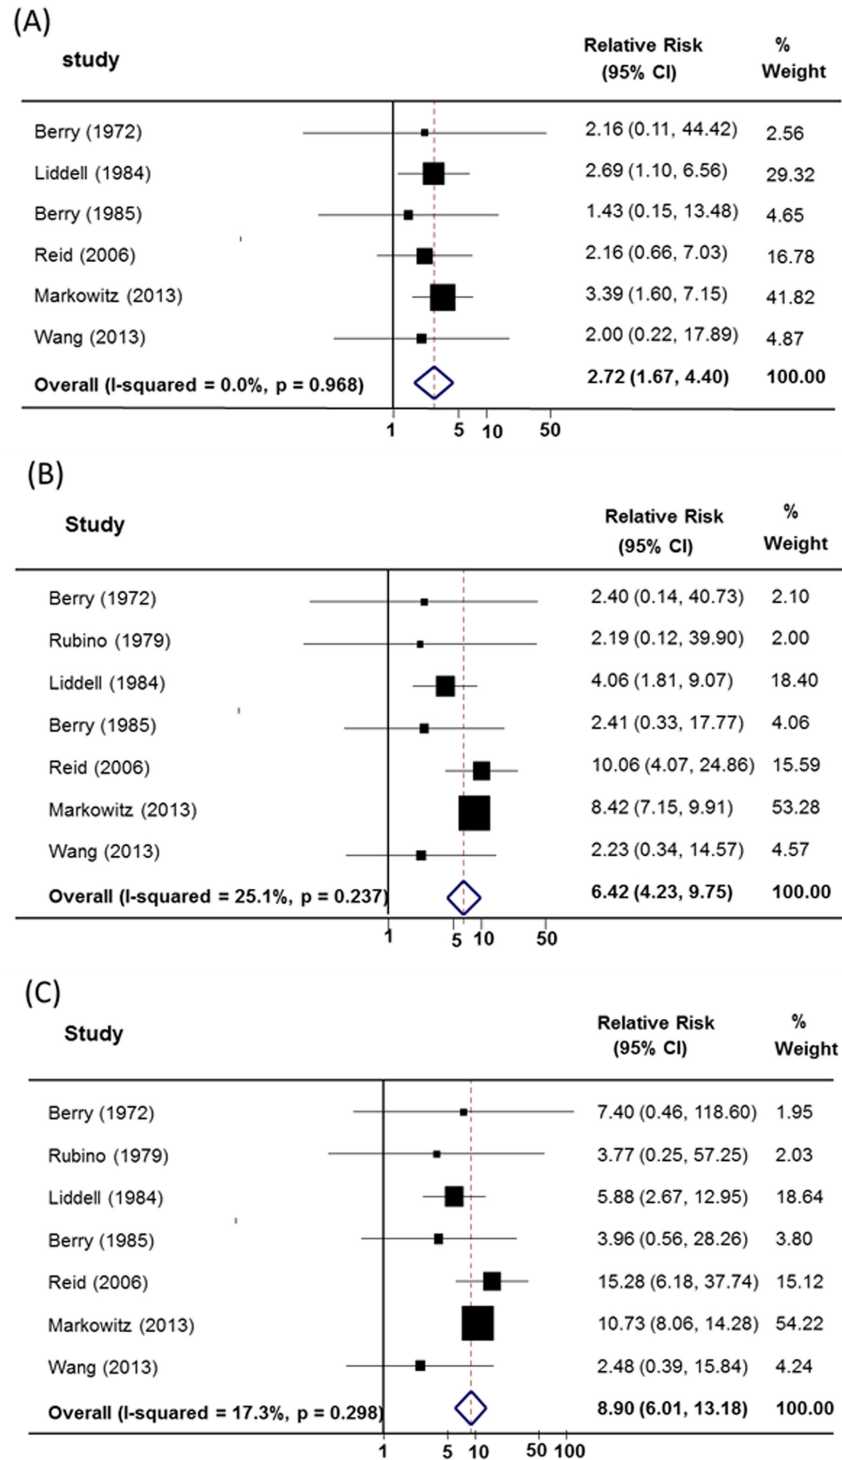 (A)
study Relative Risk (95% CI) % Weight
Berry (1972) 2.16 (0.11, 44.42) 2.56
Liddell (1984) 2.69 (1.10, 6.56) 29.32
Berry (1985) 1.43 (0.15, 13.48) 4.65
Reid (2006) 2.16 (0.66, 7.03) 16.78
Markowitz (2013) 3.39 (1.60, 7.15) 41.82
Wang (2013) 2.00 (0.22, 17.89) 4.87
Overall (I-squared = 0.0%, p = 0.968) 2.72 (1.67, 4.40) 100.00
1 5 10 50
(B)
Study Relative Risk (95% CI) % Weight
Berry (1972) 2.40 (0.14, 40.73) 2.10
Rubino (1979) 2.19 (0.12, 39.90) 2.00
Liddell (1984) 4.06 (1.81, 9.07) 18.40
Berry (1985) 2.41 (0.33, 17.77) 4.06
Reid (2006) 10.06 (4.07, 24.86) 15.59
Markowitz (2013) 8.42 (7.15, 9.91) 53.28
Wang (2013) 2.23 (0.34, 14.57) 4.57
Overall (I-squared = 25.1%, p = 0.237) 6.42 (4.23, 9.75) 100.00
1 5 10 50
(C)
Study Relative Risk (95% CI) % Weight
Berry (1972) 7.40 (0.46, 118.60) 1.95
Rubino (1979) 3.77 (0.25, 57.25) 2.03
Liddell (1984) 5.88 (2.67, 12.95) 18.64
Berry (1985) 3.96 (0.56, 28.26) 3.80
Reid (2006) 15.28 (6.18, 37.74) 15.12
Markowitz (2013) 10.73 (8.06, 14.28) 54.22
Wang (2013) 2.48 (0.39, 15.84) 4.24
Overall (I-squared = 17.3%, p = 0.298) 8.90 (6.01, 13.18) 100.00
1 5 10 50 100